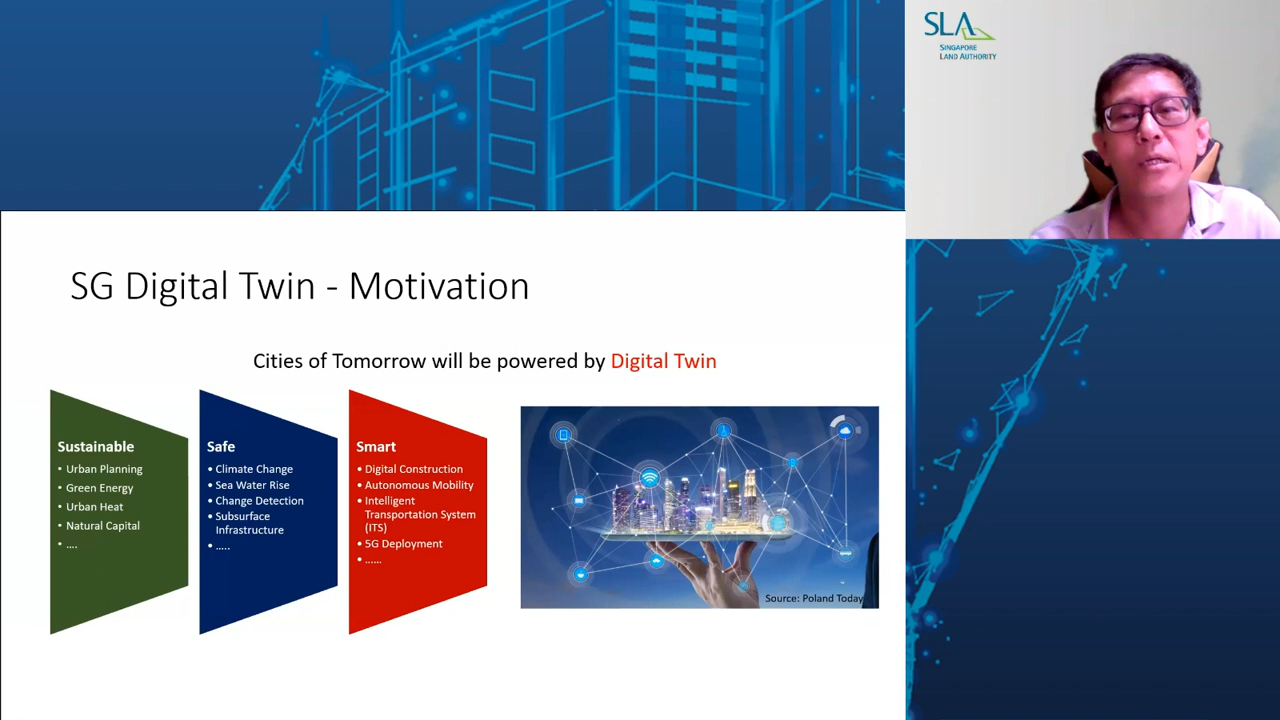 SLA
SINGAPORE
LAND AUTHORITY
SG Digital Twin - Motivation
Cities of Tomorrow will be powered by Digital Twin
Sustainable
• Urban Planning
• Green Energy
• Urban Heat
• Natural Capital
• ....
Safe
• Climate Change
• Sea Water Rise
• Change Detection
• Subsurface
Infrastructure
• .....
Smart
• Digital Construction
• Autonomous Mobility
• Intelligent
Transportation System
(ITS)
• 5G Deployment
• ......
Source: Poland Today